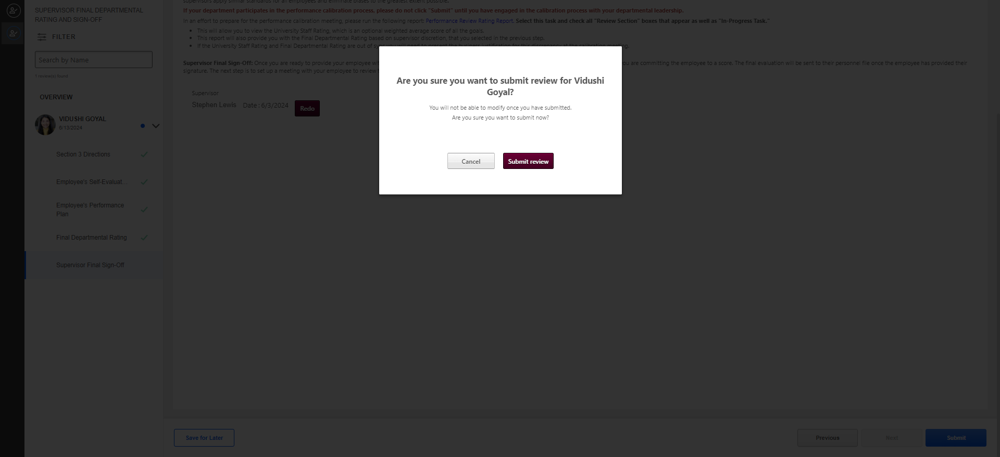 SUPERVISOR FINAL DEPARTMENTAL
RATING AND SIGN-OFF
FILTER
Search by Name
1 review(s) found
OVERVIEW
VIDUSHI GOYAL
6/13/2024
Section 3 Directions
Employee's Self-Evaluat...
Employee's Performance
Plan
Final Departmental Rating
Supervisor Final Sign-Off
supervisors apply similar standards for all employees and eliminate biases to the greatest extent possible.
If your department participates in the performance calibration process, please do not click "Submit" until you have engaged in the calibration process with your departmental leadership.
In an effort to prepare for the performance calibration meeting, please run the following report: Performance Review Rating Report. Select this task and check all "Review Section" boxes that appear as well as "In-Progress Task."
This will allow you to view the University Staff Rating, which is an optional weighted average score of all the goals.
This report will also provide you with the Final Departmental Rating based on supervisor discretion, that you selected in the previous step.
If the University Staff Rating and Final Departmental Rating are out of sync you will need to present the business justification for this discrepancy at the calibration meeting.
Supervisor Final Sign-Off: Once you are ready to provide your employee wi
ou are committing the employee to a score. The final evaluation will be sent to their personnel file once the employee has provided their
signature. The next step is to set up a meeting with your employee to review
Supervisor
Stephen Lewis Date : 6/3/2024 Redo
Are you sure you want to submit review for Vidushi
Goyal?
You will not be able to modify once you have submitted.
Are you sure you want to submit now?
Cancel Submit review
Save for Later Previous Next Submit